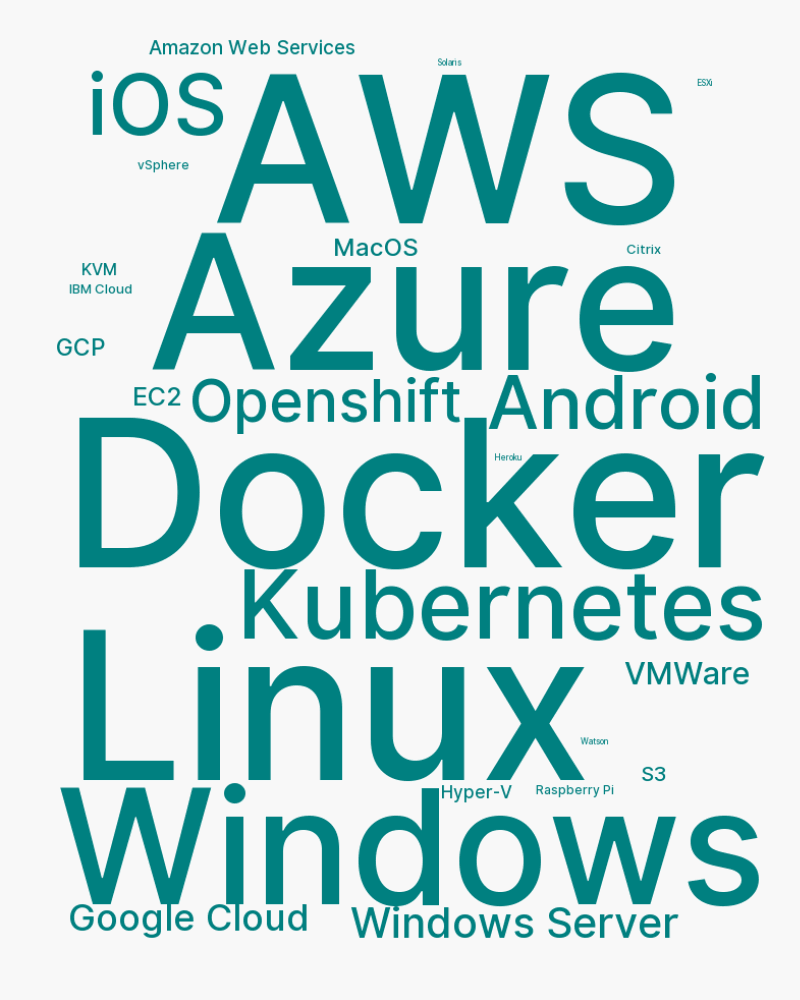 Amazon Web Services
Solaris
iOS
AWS
ESXi
vSphere
MacOS
Citrix
KVM
IBM Cloud
Azure
GCP
EC2
Openshift
Android
Docker
Heroku
Kubernetes
Linux
VMWare
Watson
S3
Hyper-V
Raspberry Pi
Windows
Google Cloud
Windows Server